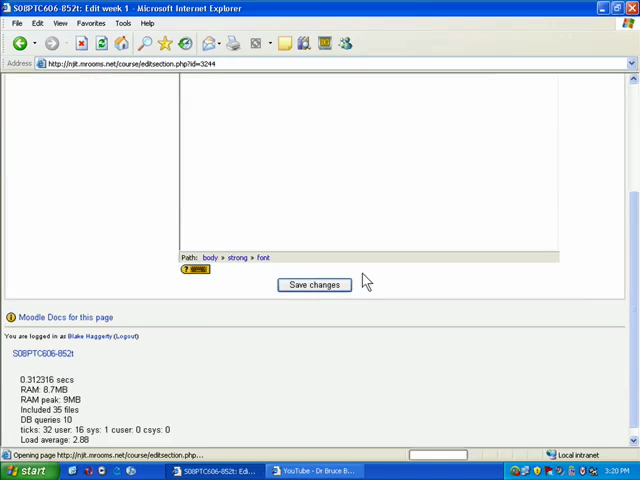 S08PTC606-852t: Edit week 1 - Microsoft Internet Explorer
File Edit View Favorites Tools Help
Address http://njit.mrooms.net/course/editsection.php?id=3244
Path: body » strong » font
?
Save changes
Moodle Docs for this page
You are logged in as Blake Haggerty (Logout)
S08PTC606-852t
0.312316 secs
RAM: 8.7MB
RAM peak: 9MB
Included 35 files
DB queries 10
ticks: 32 user: 16 sys: 1 cuser: 0 csys: 0
Load average: 2.88
Opening page http://njit.mrooms.net/course/editsection.php... Local intranet
start S08PTC606-852t: Edi... YouTube - Dr Bruce B... 3:20 PM